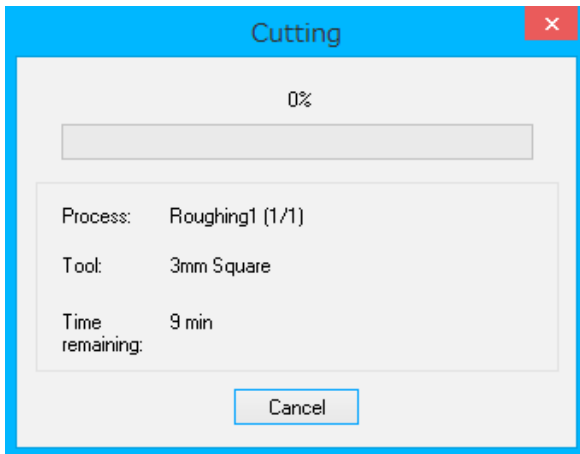 Cutting
0%
Process: Roughing1 (1/1)
Tool: 3mm Square
Time remaining: 9 min
Cancel